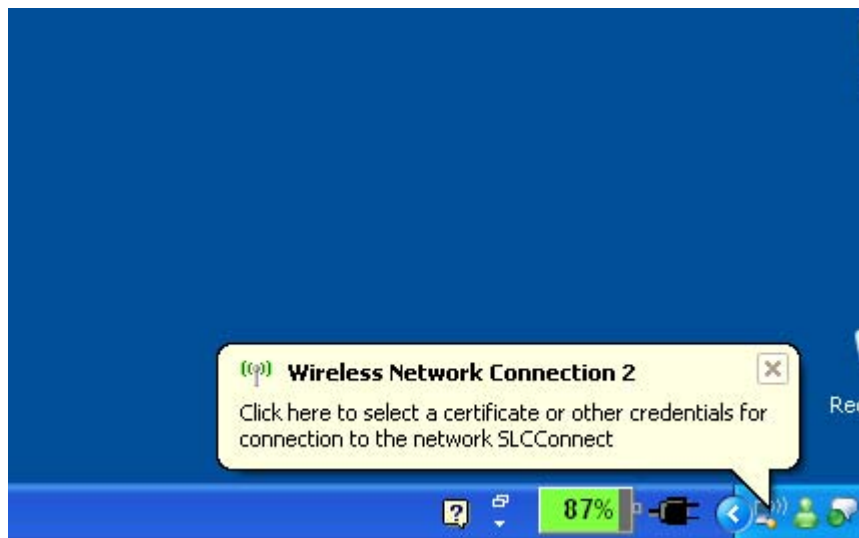 Wireless Network Connection 2
Click here to select a certificate or other credentials for
connection to the network SLCConnect
Re
87%